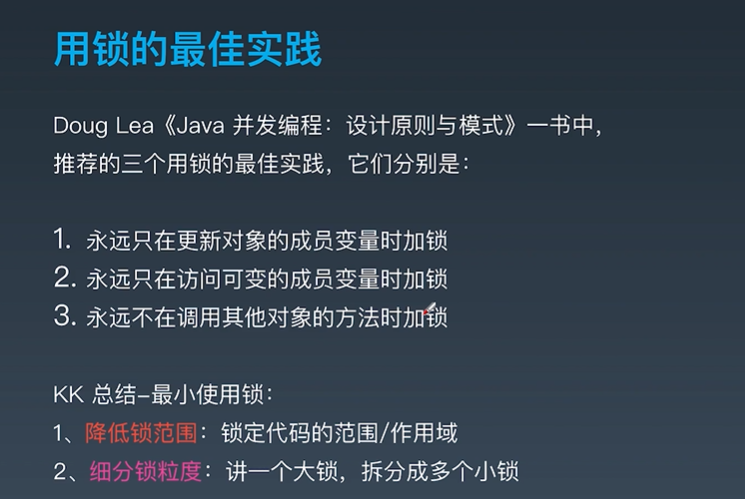 用锁的最佳实践
Doug Lea《Java 并发编程：设计原则与模式》一书中，
推荐的三个用锁的最佳实践，它们分别是：
1. 永远只在更新对象的成员变量时加锁
2. 永远只在访问可变的成员变量时加锁
3. 永远不在调用其他对象的方法时加锁
KK 总结-最小使用锁：
1、降低锁范围：锁定代码的范围/作用域
2、细分锁粒度：讲一个大锁，拆分成多个小锁